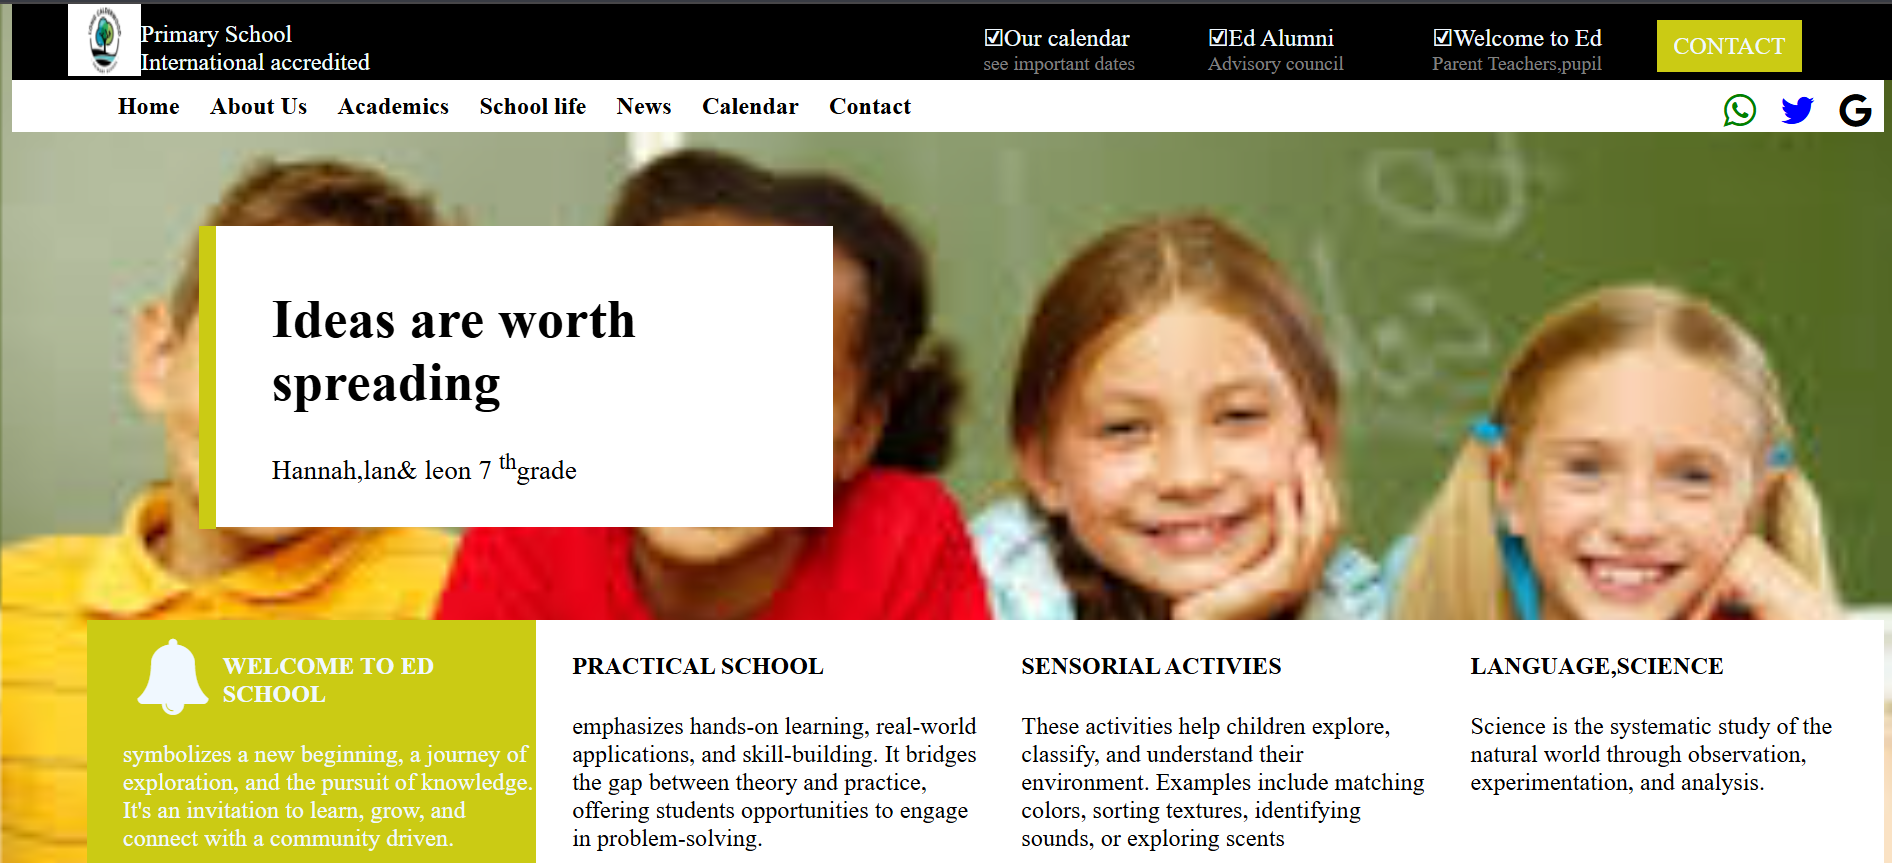 Primary School
International accredited
☑Our calendar
see important dates
☑Ed Alumni
Advisory council
☑Welcome to Ed
Parent Teachers,pupil
CONTACT
Home About Us Academics School life News Calendar Contact
Ideas are worth
spreading
Hannah,lan& leon 7 thgrade
WELCOME TO ED
SCHOOL
symbolizes a new beginning, a journey of
exploration, and the pursuit of knowledge.
It's an invitation to learn, grow, and
connect with a community driven.
PRACTICAL SCHOOL
emphasizes hands-on learning, real-world
applications, and skill-building. It bridges
the gap between theory and practice,
offering students opportunities to engage
in problem-solving.
SENSORIAL ACTIVIES
These activities help children explore,
classify, and understand their
environment. Examples include matching
colors, sorting textures, identifying
sounds, or exploring scents
LANGUAGE,SCIENCE
Science is the systematic study of the
natural world through observation,
experimentation, and analysis.